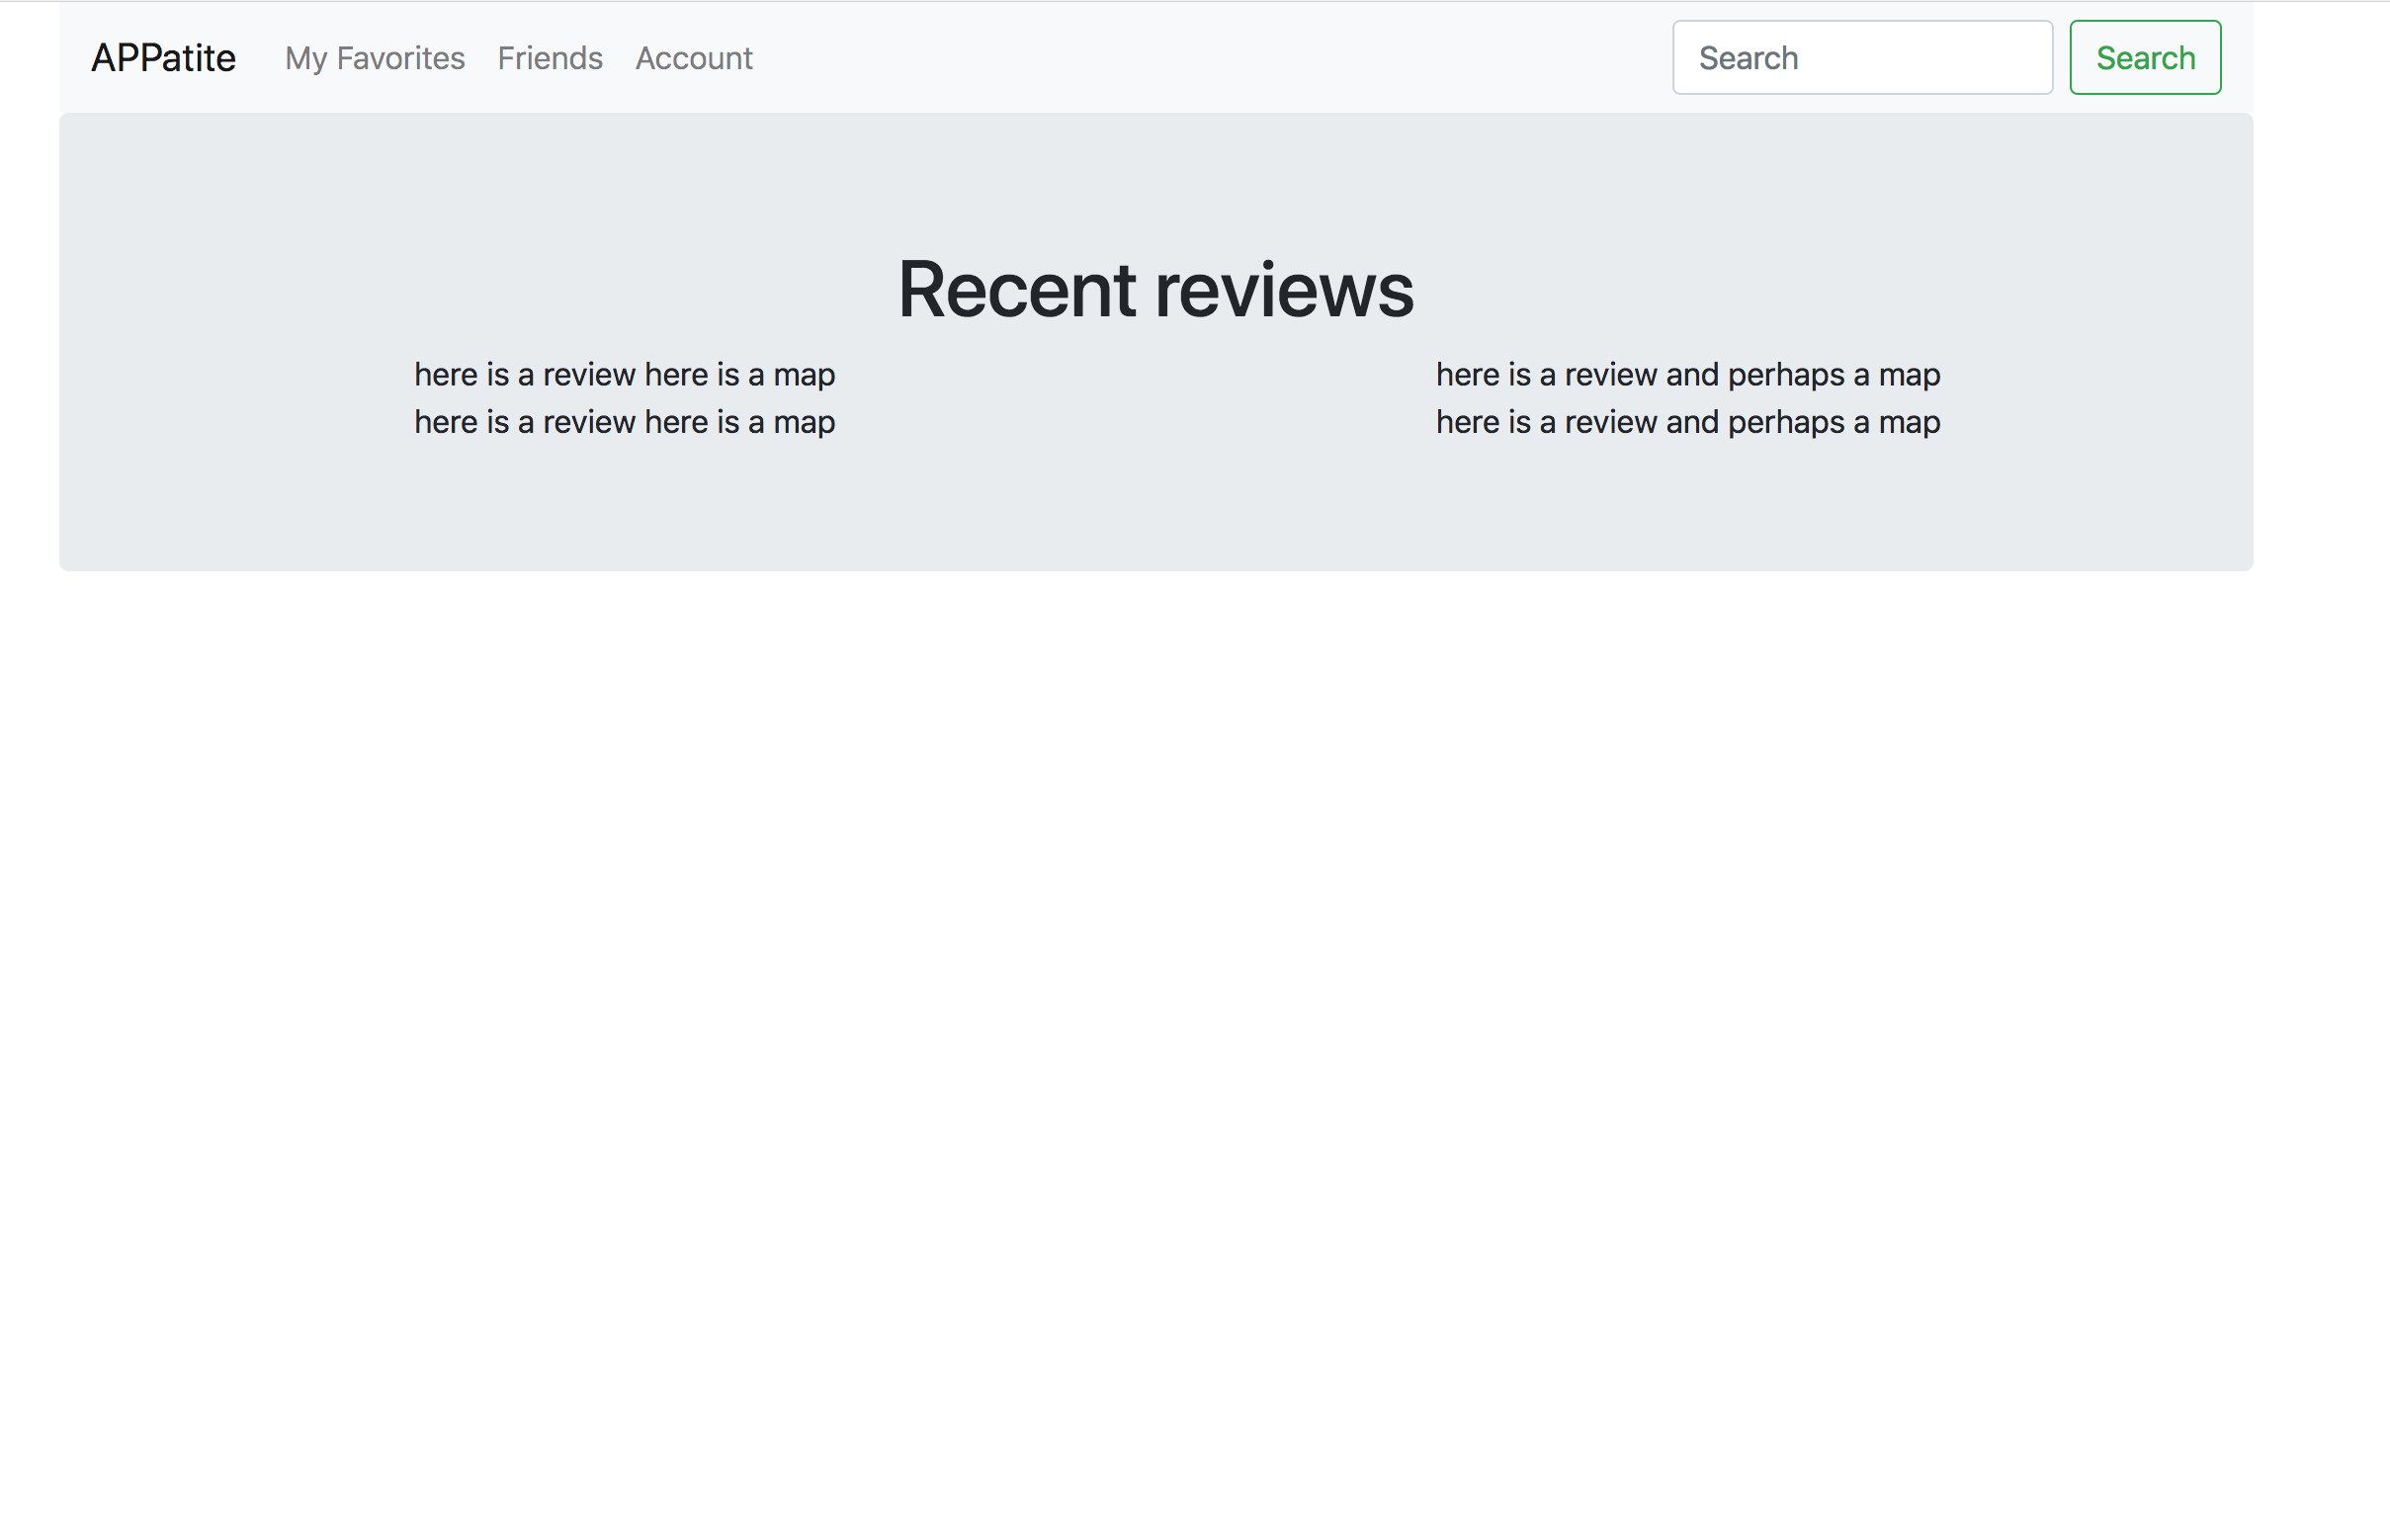 APPatite My Favorites Friends Account Search Search
Recent reviews
here is a review here is a map here is a review and perhaps a map
here is a review here is a map here is a review and perhaps a map